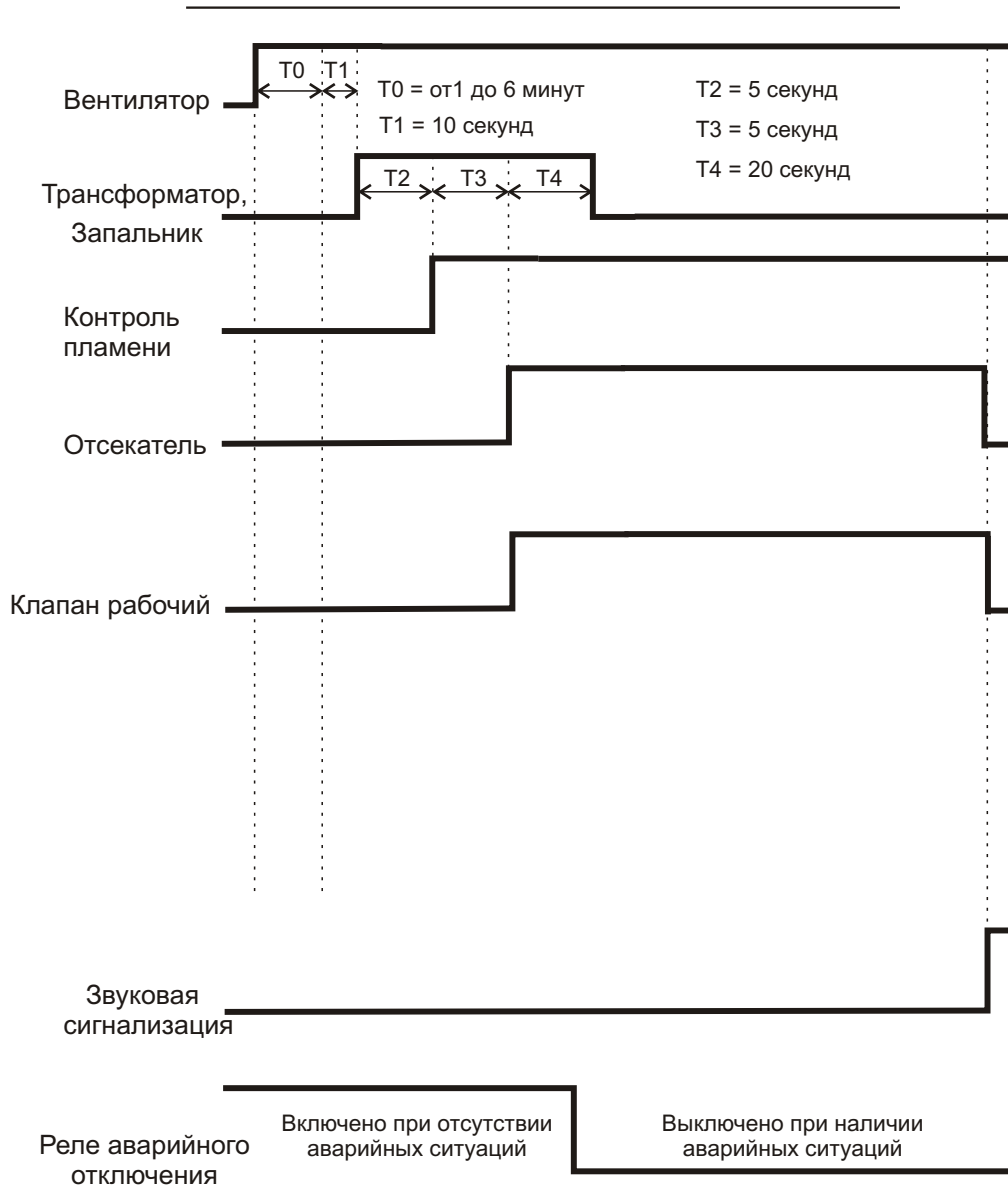 T0 T1
T0 = от1 до 6 минут
T2 = 5 секунд
Вентилятор
T1 = 10 секунд
T3 = 5 секунд
T4 = 20 секунд
T2 T3 T4
Трансформатор,
Запальник
Контроль
пламени
Отсекатель
Клапан рабочий
Звуковая
сигнализация
Реле аварийного
отключения
Включено при отсутствии
аварийных ситуаций
Выключено при наличии
аварийных ситуаций